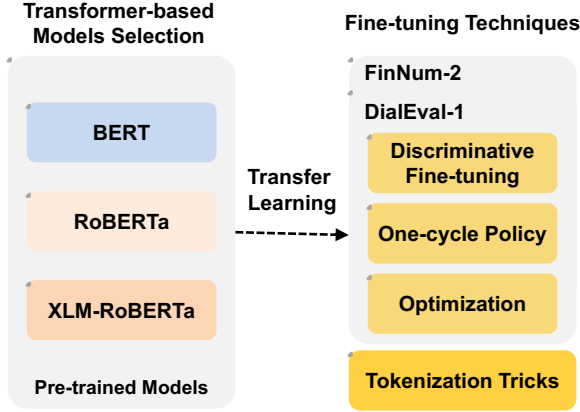 Transformer-based
Models Selection
BERT
RoBERTa
XLM-RoBERTa
Pre-trained Models
Transfer
Learning
Fine-tuning Techniques
FinNum-2
DialEval-1
Discriminative
Fine-tuning
One-cycle Policy
Optimization
Tokenization Tricks